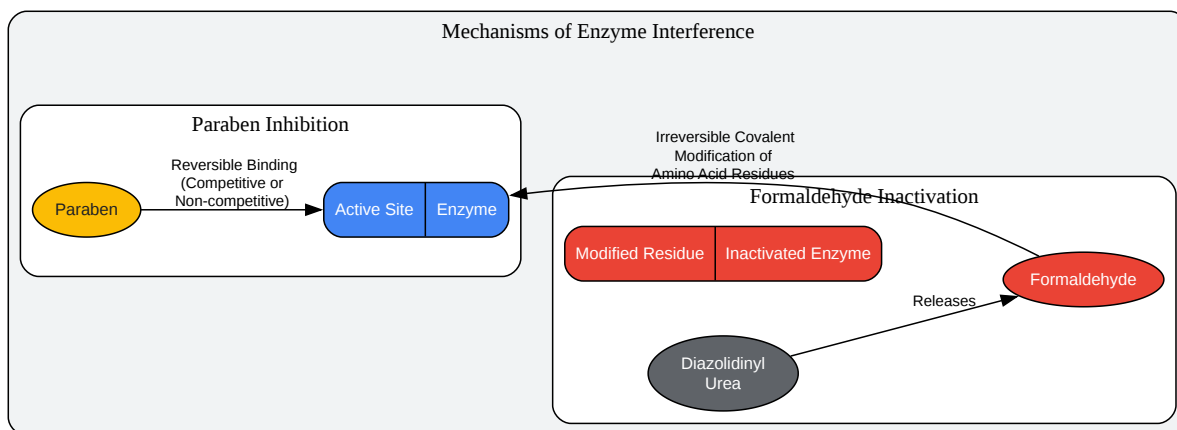 Mechanisms of Enzyme Interference
Paraben Inhibition
Reversible Binding
(Competitive or
Non-competitive)
Paraben
Active Site
Enzyme
Irreversible Covalent
Modification of
Amino Acid Residues
Formaldehyde Inactivation
Modified Residue
Inactivated Enzyme
Formaldehyde
Releases
Diazolidinyl
Urea